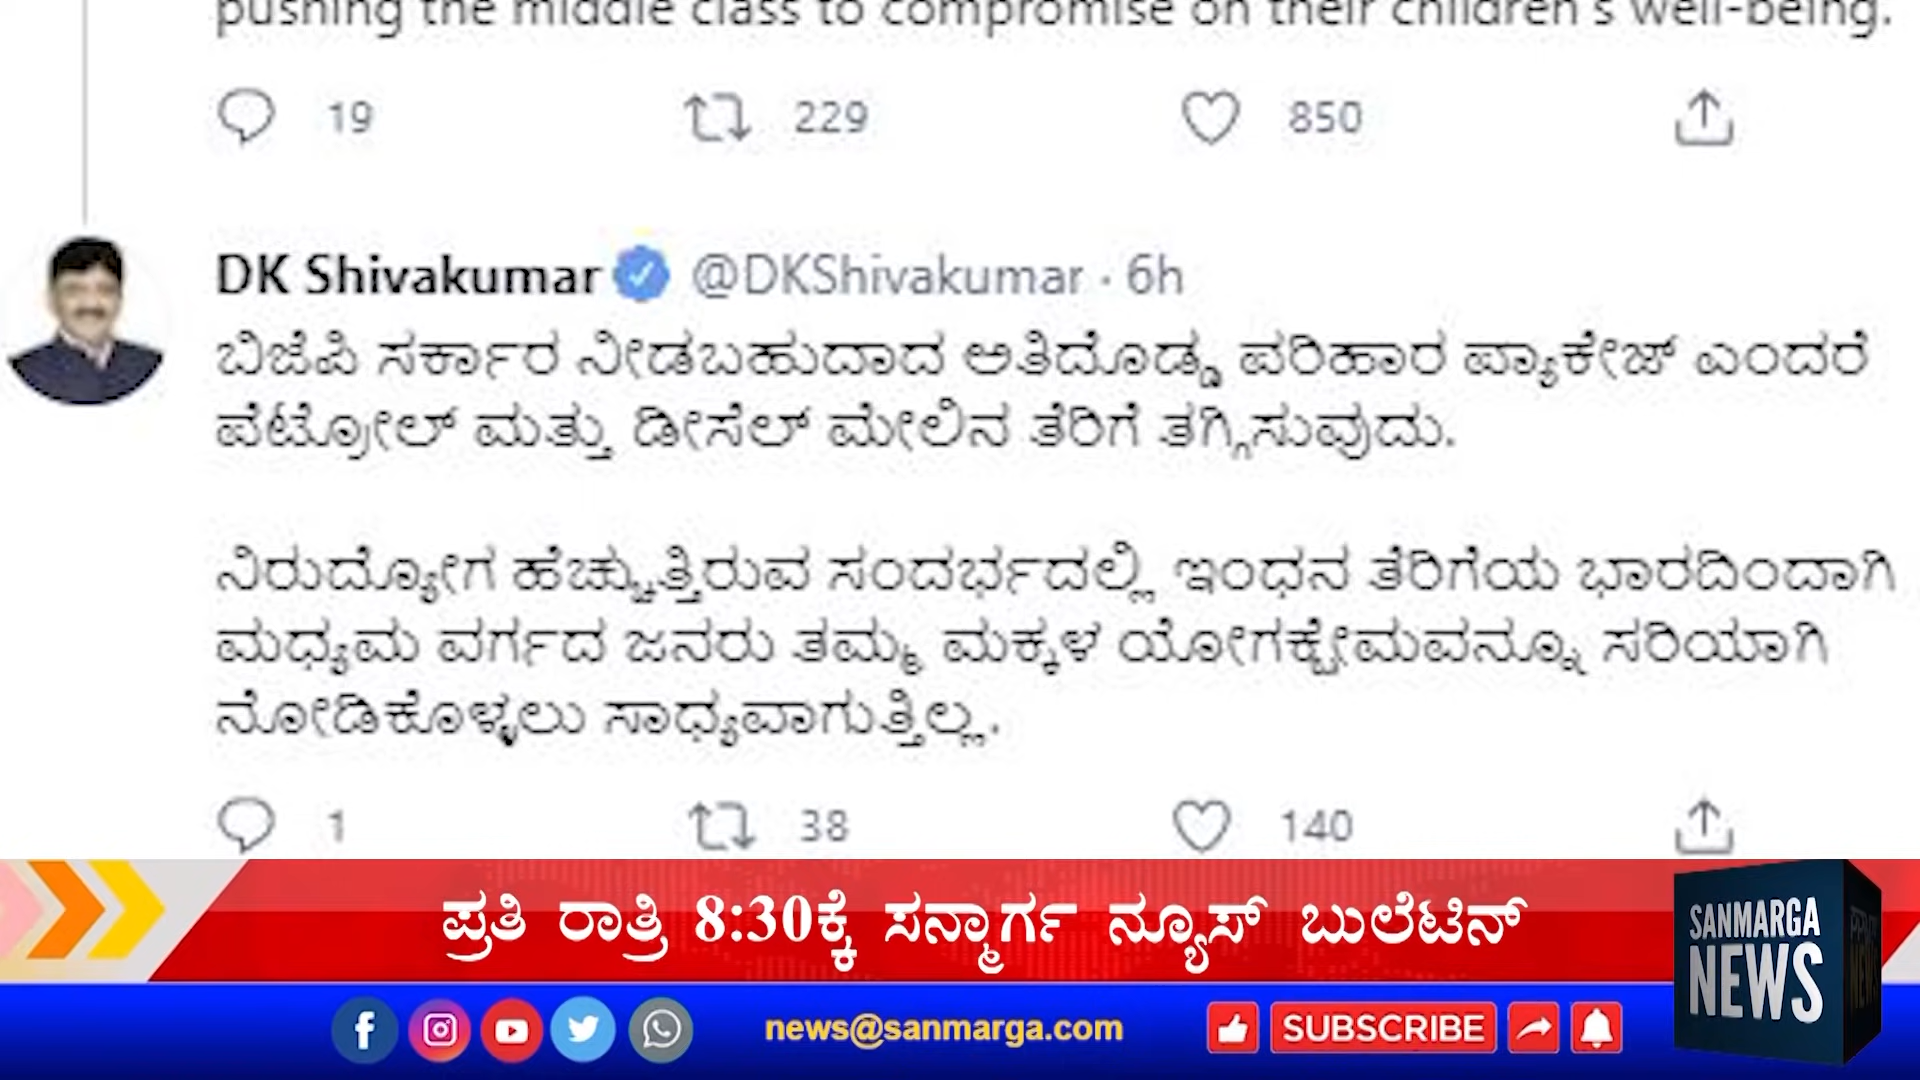 pushing the middle class to compromise on their children's well-being.
19 229 850
DK Shivakumar @DKShivakumar · 6h
ಬಿಜೆಪಿ ಸರ್ಕಾರ ನೀಡಬಹುದಾದ ಅತಿದೊಡ್ಡ ಪರಿಹಾರ ಪ್ಯಾಕೇಜ್ ಎಂದರೆ
ಪೆಟ್ರೋಲ್ ಮತ್ತು ಡೀಸೆಲ್ ಮೇಲಿನ ತೆರಿಗೆ ತಗ್ಗಿಸುವುದು.
ನಿರುದ್ಯೋಗ ಹೆಚ್ಚುತ್ತಿರುವ ಸಂದರ್ಭದಲ್ಲಿ ಇಂಧನ ತೆರಿಗೆಯ ಭಾರದಿಂದಾಗಿ
ಮಧ್ಯಮ ವರ್ಗದ ಜನರು ತಮ್ಮ ಮಕ್ಕಳ ಯೋಗಕ್ಷೇಮವನ್ನೂ ಸರಿಯಾಗಿ
ನೋಡಿಕೊಳ್ಳಲು ಸಾಧ್ಯವಾಗುತ್ತಿಲ್ಲ.
1 38 140
ಪ್ರತಿ ರಾತ್ರಿ 8:30ಕ್ಕೆ ಸನ್ಮಾರ್ಗ ನ್ಯೂಸ್ ಬುಲೆಟಿನ್
SANMARGA
NEWS
news@sanmarga.com
SUBSCRIBE